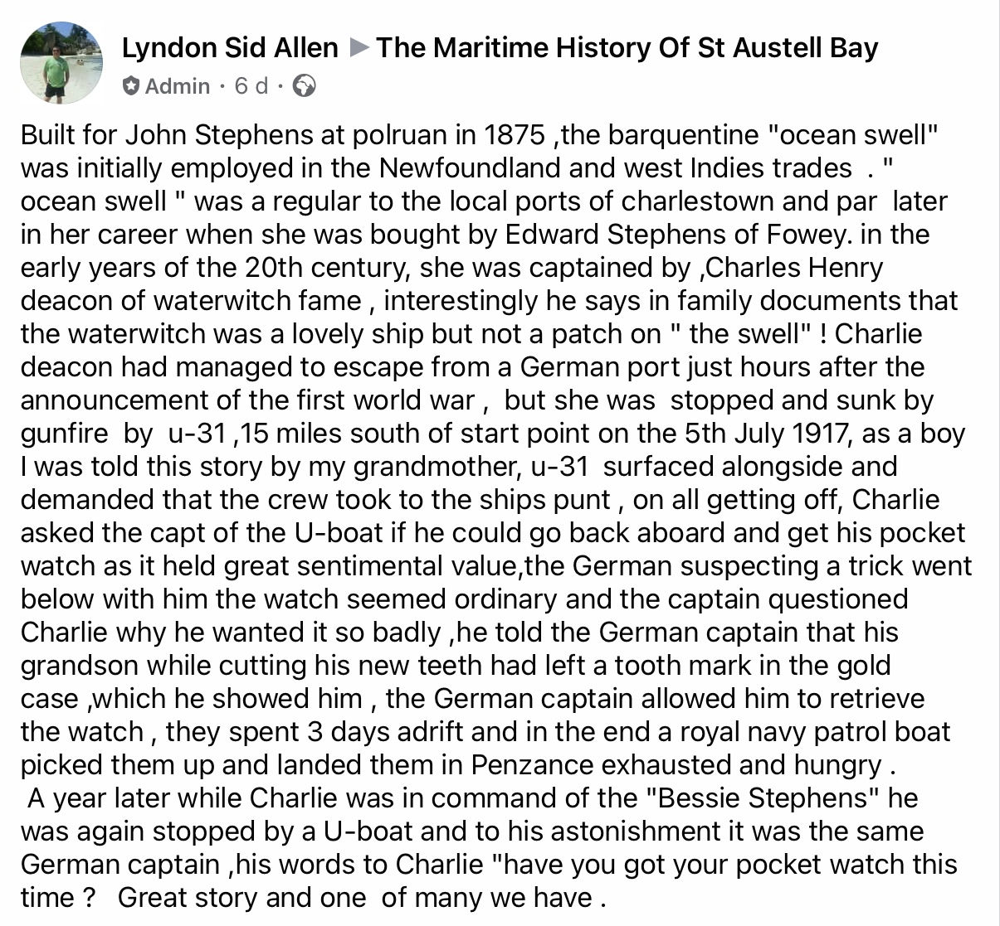 Lyndon Sid Allen ▶ The Maritime History Of St Austell Bay
Admin · 6 d ·
Built for John Stephens at polruan in 1875 ,the barquentine "ocean swell"
was initially employed in the Newfoundland and west Indies trades  . "
ocean swell " was a regular to the local ports of charlestown and par  later
in her career when she was bought by Edward Stephens of Fowey. in the
early years of the 20th century, she was captained by ,Charles Henry
deacon of waterwitch fame , interestingly he says in family documents that
the waterwitch was a lovely ship but not a patch on " the swell" ! Charlie
deacon had managed to escape from a German port just hours after the
announcement of the first world war ,  but she was  stopped and sunk by
gunfire  by  u-31 ,15 miles south of start point on the 5th July 1917, as a boy
I was told this story by my grandmother, u-31  surfaced alongside and
demanded that the crew took to the ships punt , on all getting off, Charlie
asked the capt of the U-boat if he could go back aboard and get his pocket
watch as it held great sentimental value,the German suspecting a trick went
below with him the watch seemed ordinary and the captain questioned
Charlie why he wanted it so badly ,he told the German captain that his
grandson while cutting his new teeth had left a tooth mark in the gold
case ,which he showed him , the German captain allowed him to retrieve
the watch , they spent 3 days adrift and in the end a royal navy patrol boat
picked them up and landed them in Penzance exhausted and hungry .
A year later while Charlie was in command of the "Bessie Stephens" he
was again stopped by a U-boat and to his astonishment it was the same
German captain ,his words to Charlie "have you got your pocket watch this
time ?   Great story and one  of many we have .